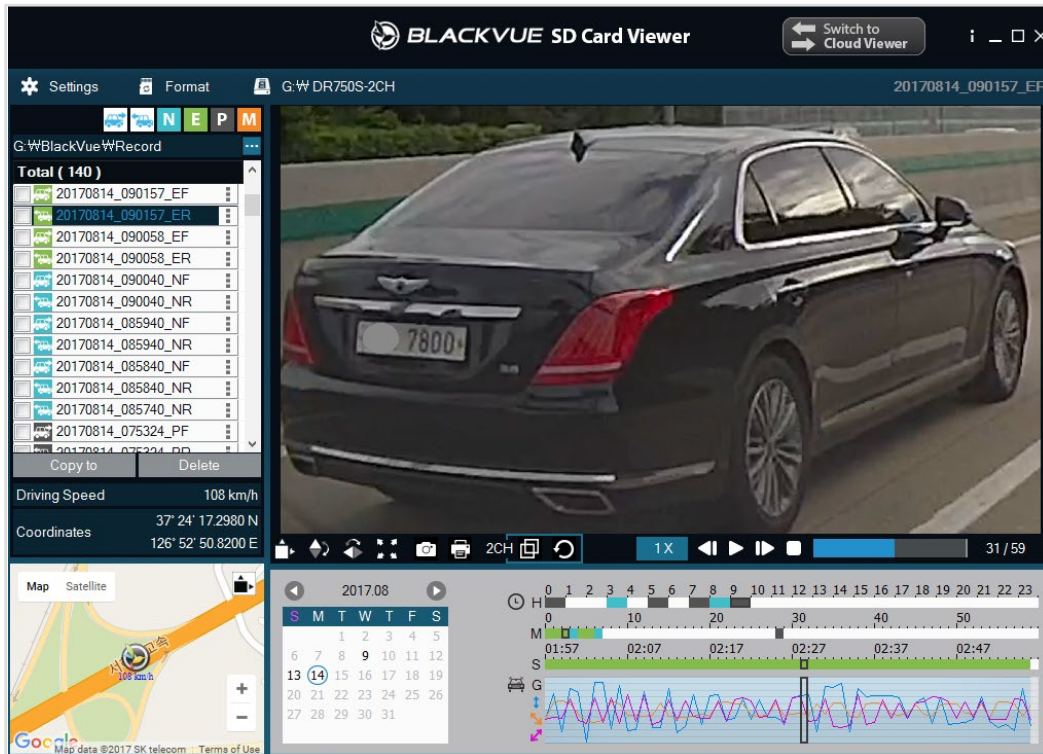 BLACKVUE SD Card Viewer
Switch to
Cloud Viewer
Settings
Format
G:₩ DR750S-2CH
20170814_090157_EF
N E P M
G:₩BlackVue₩Record
Total ( 140 )
20170814_090157_EF
20170814_090157_ER
20170814_090058_EF
20170814_090058_ER
20170814_090040_NF
20170814_090040_NR
20170814_085940_NF
20170814_085940_NR
20170814_085840_NF
20170814_085840_NR
20170814_085740_NR
20170814_075324_PF
20170814_075324_PR
7800
Copy to
Delete
Driving Speed
108 km/h
Coordinates
37° 24' 17.2980 N
126° 52' 50.8200 E
2CH
1X
31 / 59
Map
Satellite
고속
108 km/h
+
−
Google
Map data ©2017 SK telecom
Terms of Use
2017.08
S M T W T F S
1 2 3 4 5
6 7 8 9 10 11 12
13 14 15 16 17 18 19
20 21 22 23 24 25 26
27 28 29 30 31
H
0 1 2 3 4 5 6 7 8 9 10 11 12 13 14 15 16 17 18 19 20 21 22 23
M
0 10 20 30 40 50
01:57 02:07 02:17 02:27 02:37 02:47
S
G